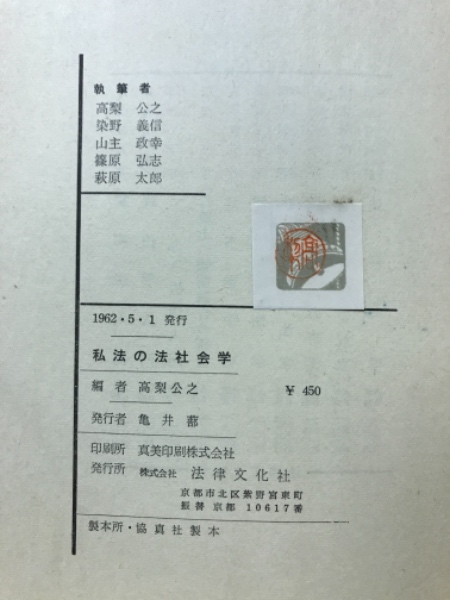 執筆者
高梨 公之
染野 義信
山主 政幸
篠原 弘志
萩原 太郎
1962・5・1 発行
私法の法社会学
編者 高梨公之 ¥ 450
発行者 亀井蔀
印刷所 真美印刷株式会社
発行所 株式会社 法律文化社
京都市北区紫野宮東町
振替 京都 10617番
製本所・協真社製本